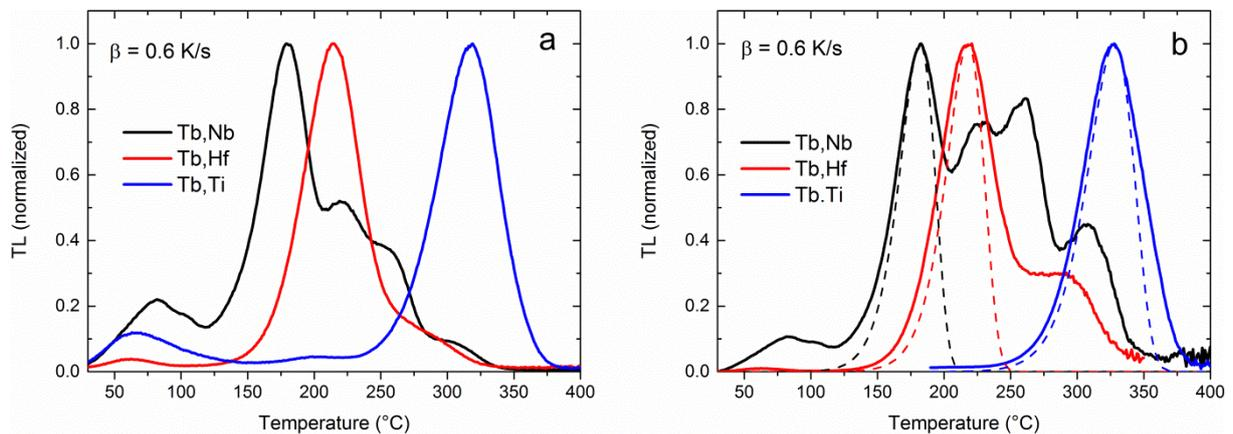 a
β = 0.6 K/s
Tb,Nb
Tb,Hf
Tb,Ti
TL (normalized)
1.0
0.8
0.6
0.4
0.2
0.0
50 100 150 200 250 300 350 400
Temperature (°C)
b
β = 0.6 K/s
Tb,Nb
Tb,Hf
Tb.Ti
TL (normalized)
1.0
0.8
0.6
0.4
0.2
0.0
50 100 150 200 250 300 350 400
Temperature (°C)